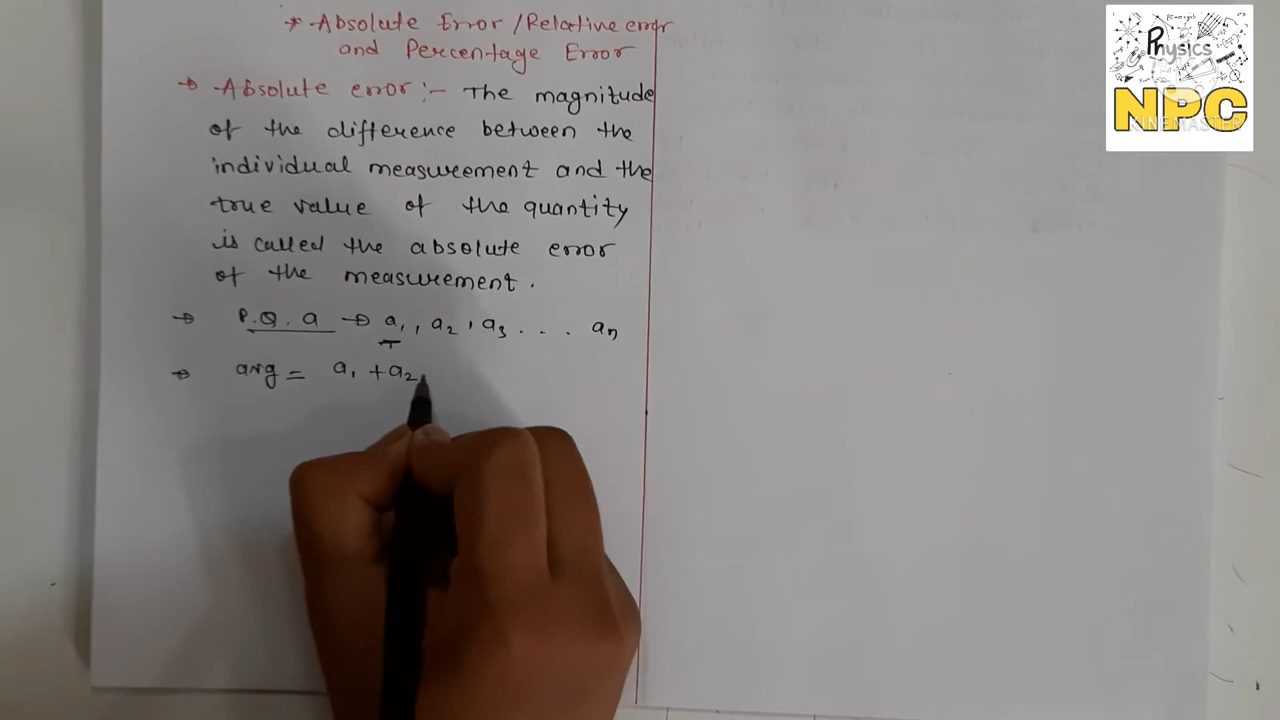 * Absolute Error / Relative error
and Percentage Error
→ Absolute error :- The magnitude
of the difference between the
individual measurement and the
true value of the quantity
is called the absolute error
of the measurement.
→ P.Q. a → a₁, a₂, a₃ . . . aₙ
→ avg = a₁ + a₂
Physics
NPC
KINEMASTER